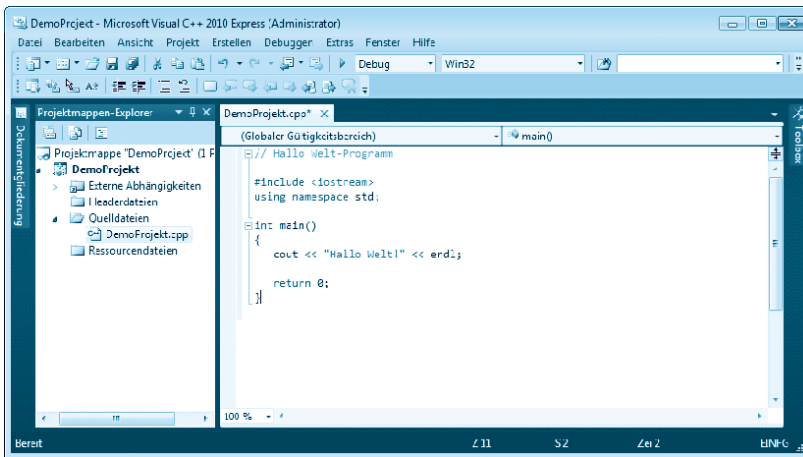 DemoProject - Microsoft Visual C++ 2010 Express (Administrator)
Datei Bearbeiten Ansicht Projekt Erstellen Debuggen Extras Fenster Hilfe
Debug Win32
Projektmappen-Explorer
DemoProjekt.cpp* X
Dokumentgliederung
Toolbox
(Globaler Gültigkeitsbereich)
main()
Projektmappe "DemoProject" (1 P
DemoProjekt
Externe Abhängigkeiten
Headerdateien
Quelldateien
DemoProjekt.cpp
Ressourcendateien
// Hallo Welt-Programm
#include <iostream>
using namespace std;
int main()
{
cout << "Hallo Welt!" << endl;
return 0;
}
100 %
Bereit Z 11 S 2 Zei 2 EINFG